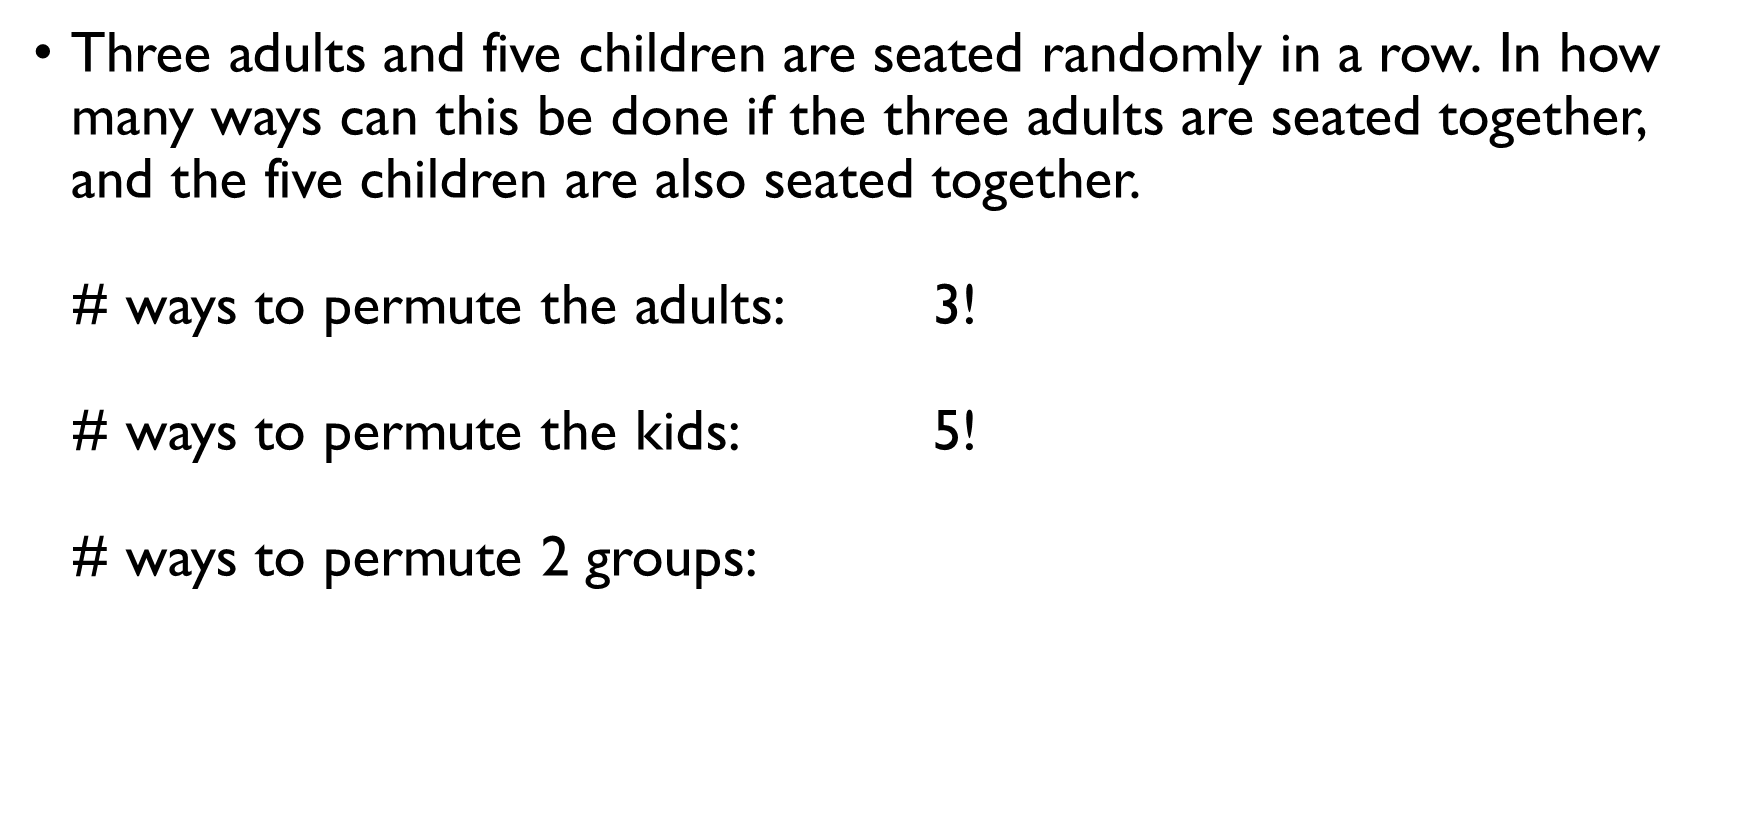 • Three adults and five children are seated randomly in a row. In how
many ways can this be done if the three adults are seated together,
and the five children are also seated together.
# ways to permute the adults: 3!
# ways to permute the kids: 5!
# ways to permute 2 groups: